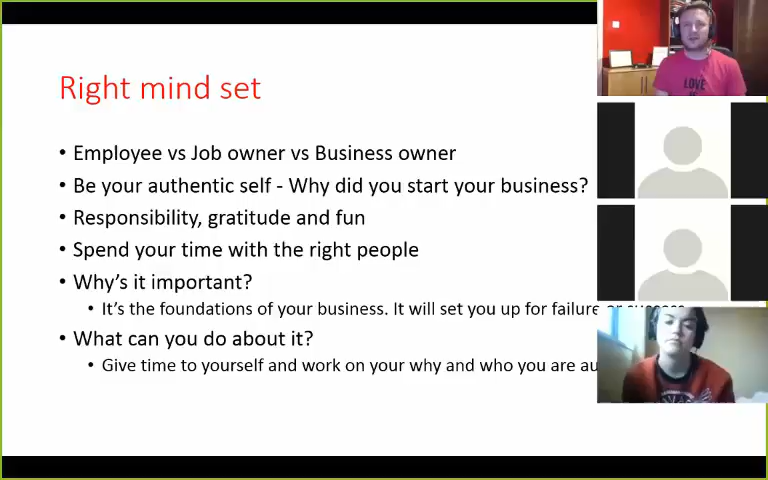 Right mind set
• Employee vs Job owner vs Business owner
• Be your authentic self - Why did you start your business?
• Responsibility, gratitude and fun
• Spend your time with the right people
• Why's it important?
• It's the foundations of your business. It will set you up for failure or success
• What can you do about it?
• Give time to yourself and work on your why and who you are au
LOVE